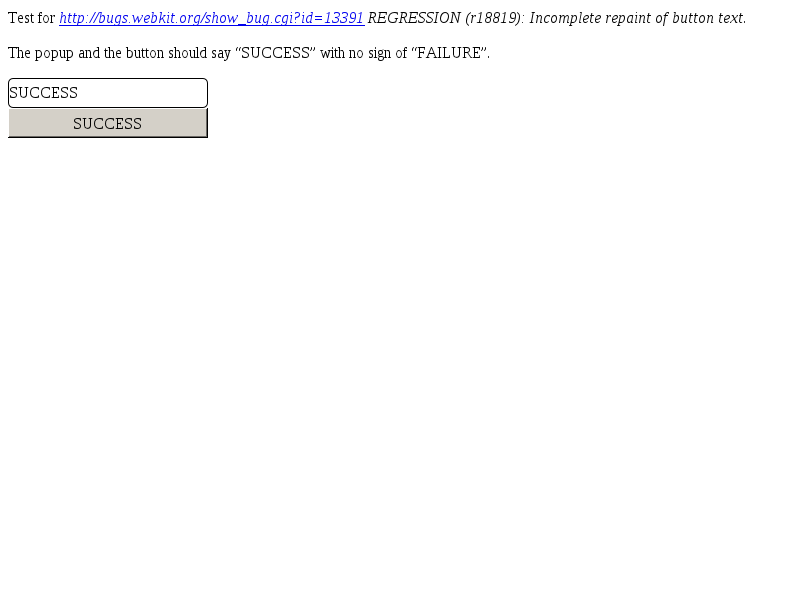 Test for http://bugs.webkit.org/show_bug.cgi?id=13391 REGRESSION (r18819): Incomplete repaint of button text.
The popup and the button should say “SUCCESS” with no sign of “FAILURE”.
SUCCESS
SUCCESS